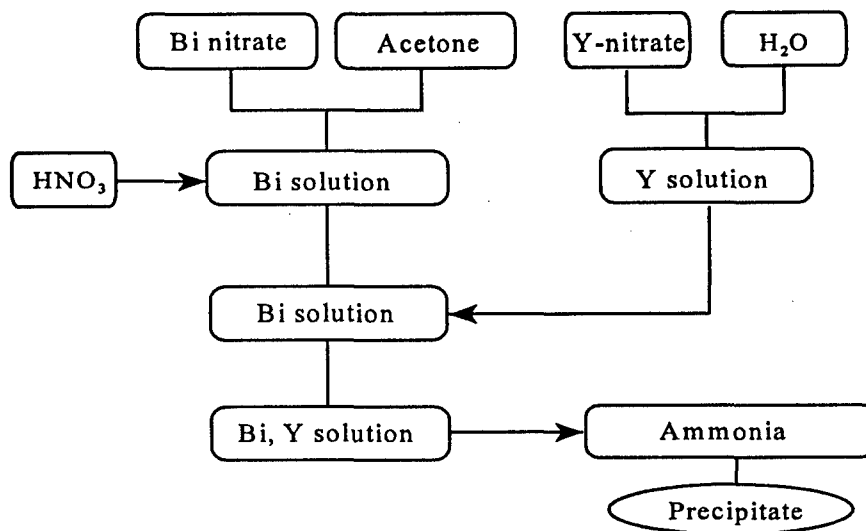 Bi nitrate
Acetone
Y-nitrate
H₂O
HNO₃
Bi solution
Y solution
Bi solution
Bi, Y solution
Ammonia
Precipitate